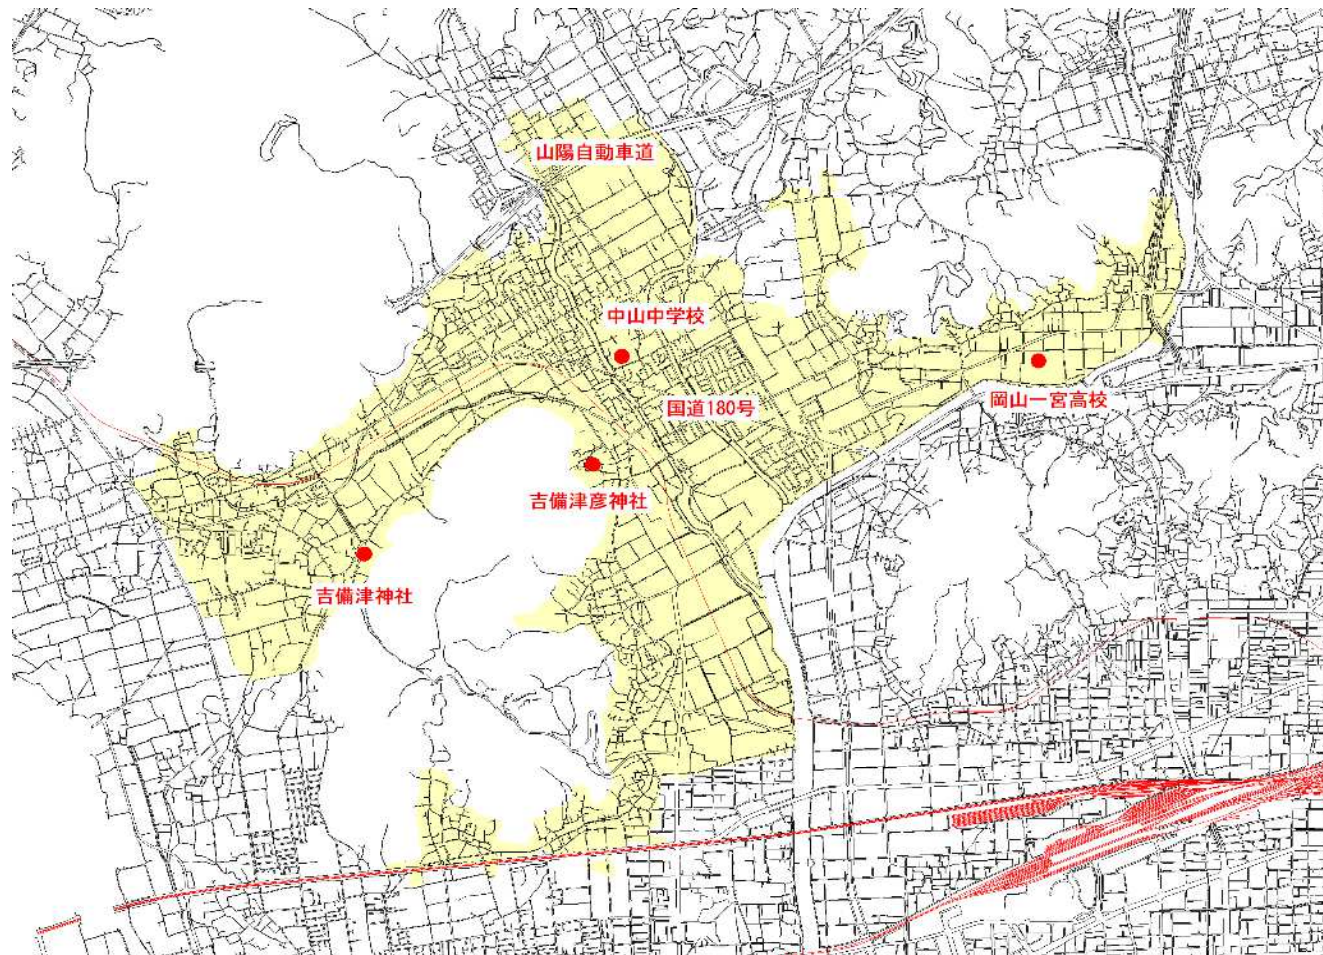 山陽自動車道
中山中学校
国道180号
岡山一宮高校
吉備津彦神社
吉備津神社